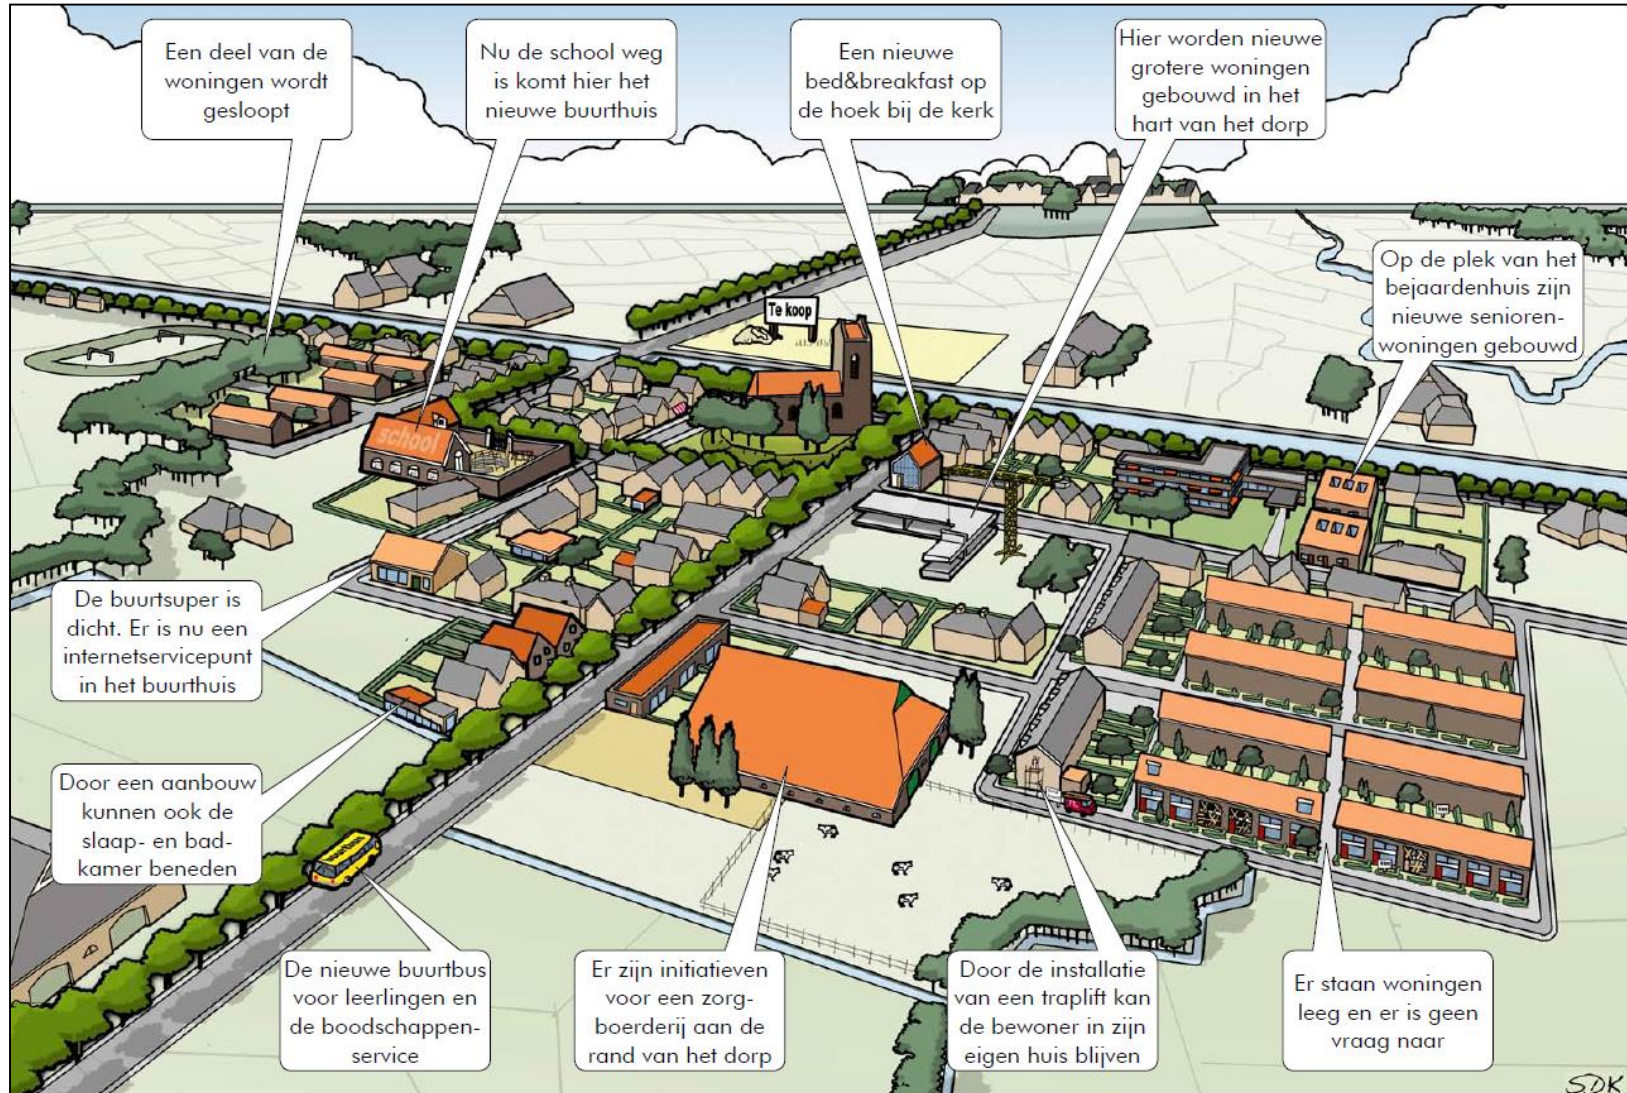 Een deel van de
woningen wordt
gesloopt
Nu de school weg
is komt hier het
nieuwe buurthuis
Een nieuwe
bed&breakfast op
de hoek bij de kerk
Hier worden nieuwe
grotere woningen
gebouwd in het
hart van het dorp
Op de plek van het
bejaardenhuis zijn
nieuwe senioren-
woningen gebouwd
Te koop
school
De buurtsuper is
dicht. Er is nu een
internetservicepunt
in het buurthuis
Door een aanbouw
kunnen ook de
slaap- en bad-
kamer beneden
buurtbus
De nieuwe buurtbus
voor leerlingen en
de boodschappen-
service
Er zijn initiatieven
voor een zorg-
boerderij aan de
rand van het dorp
Door de installatie
van een traplift kan
de bewoner in zijn
eigen huis blijven
Er staan woningen
leeg en er is geen
vraag naar
SDK